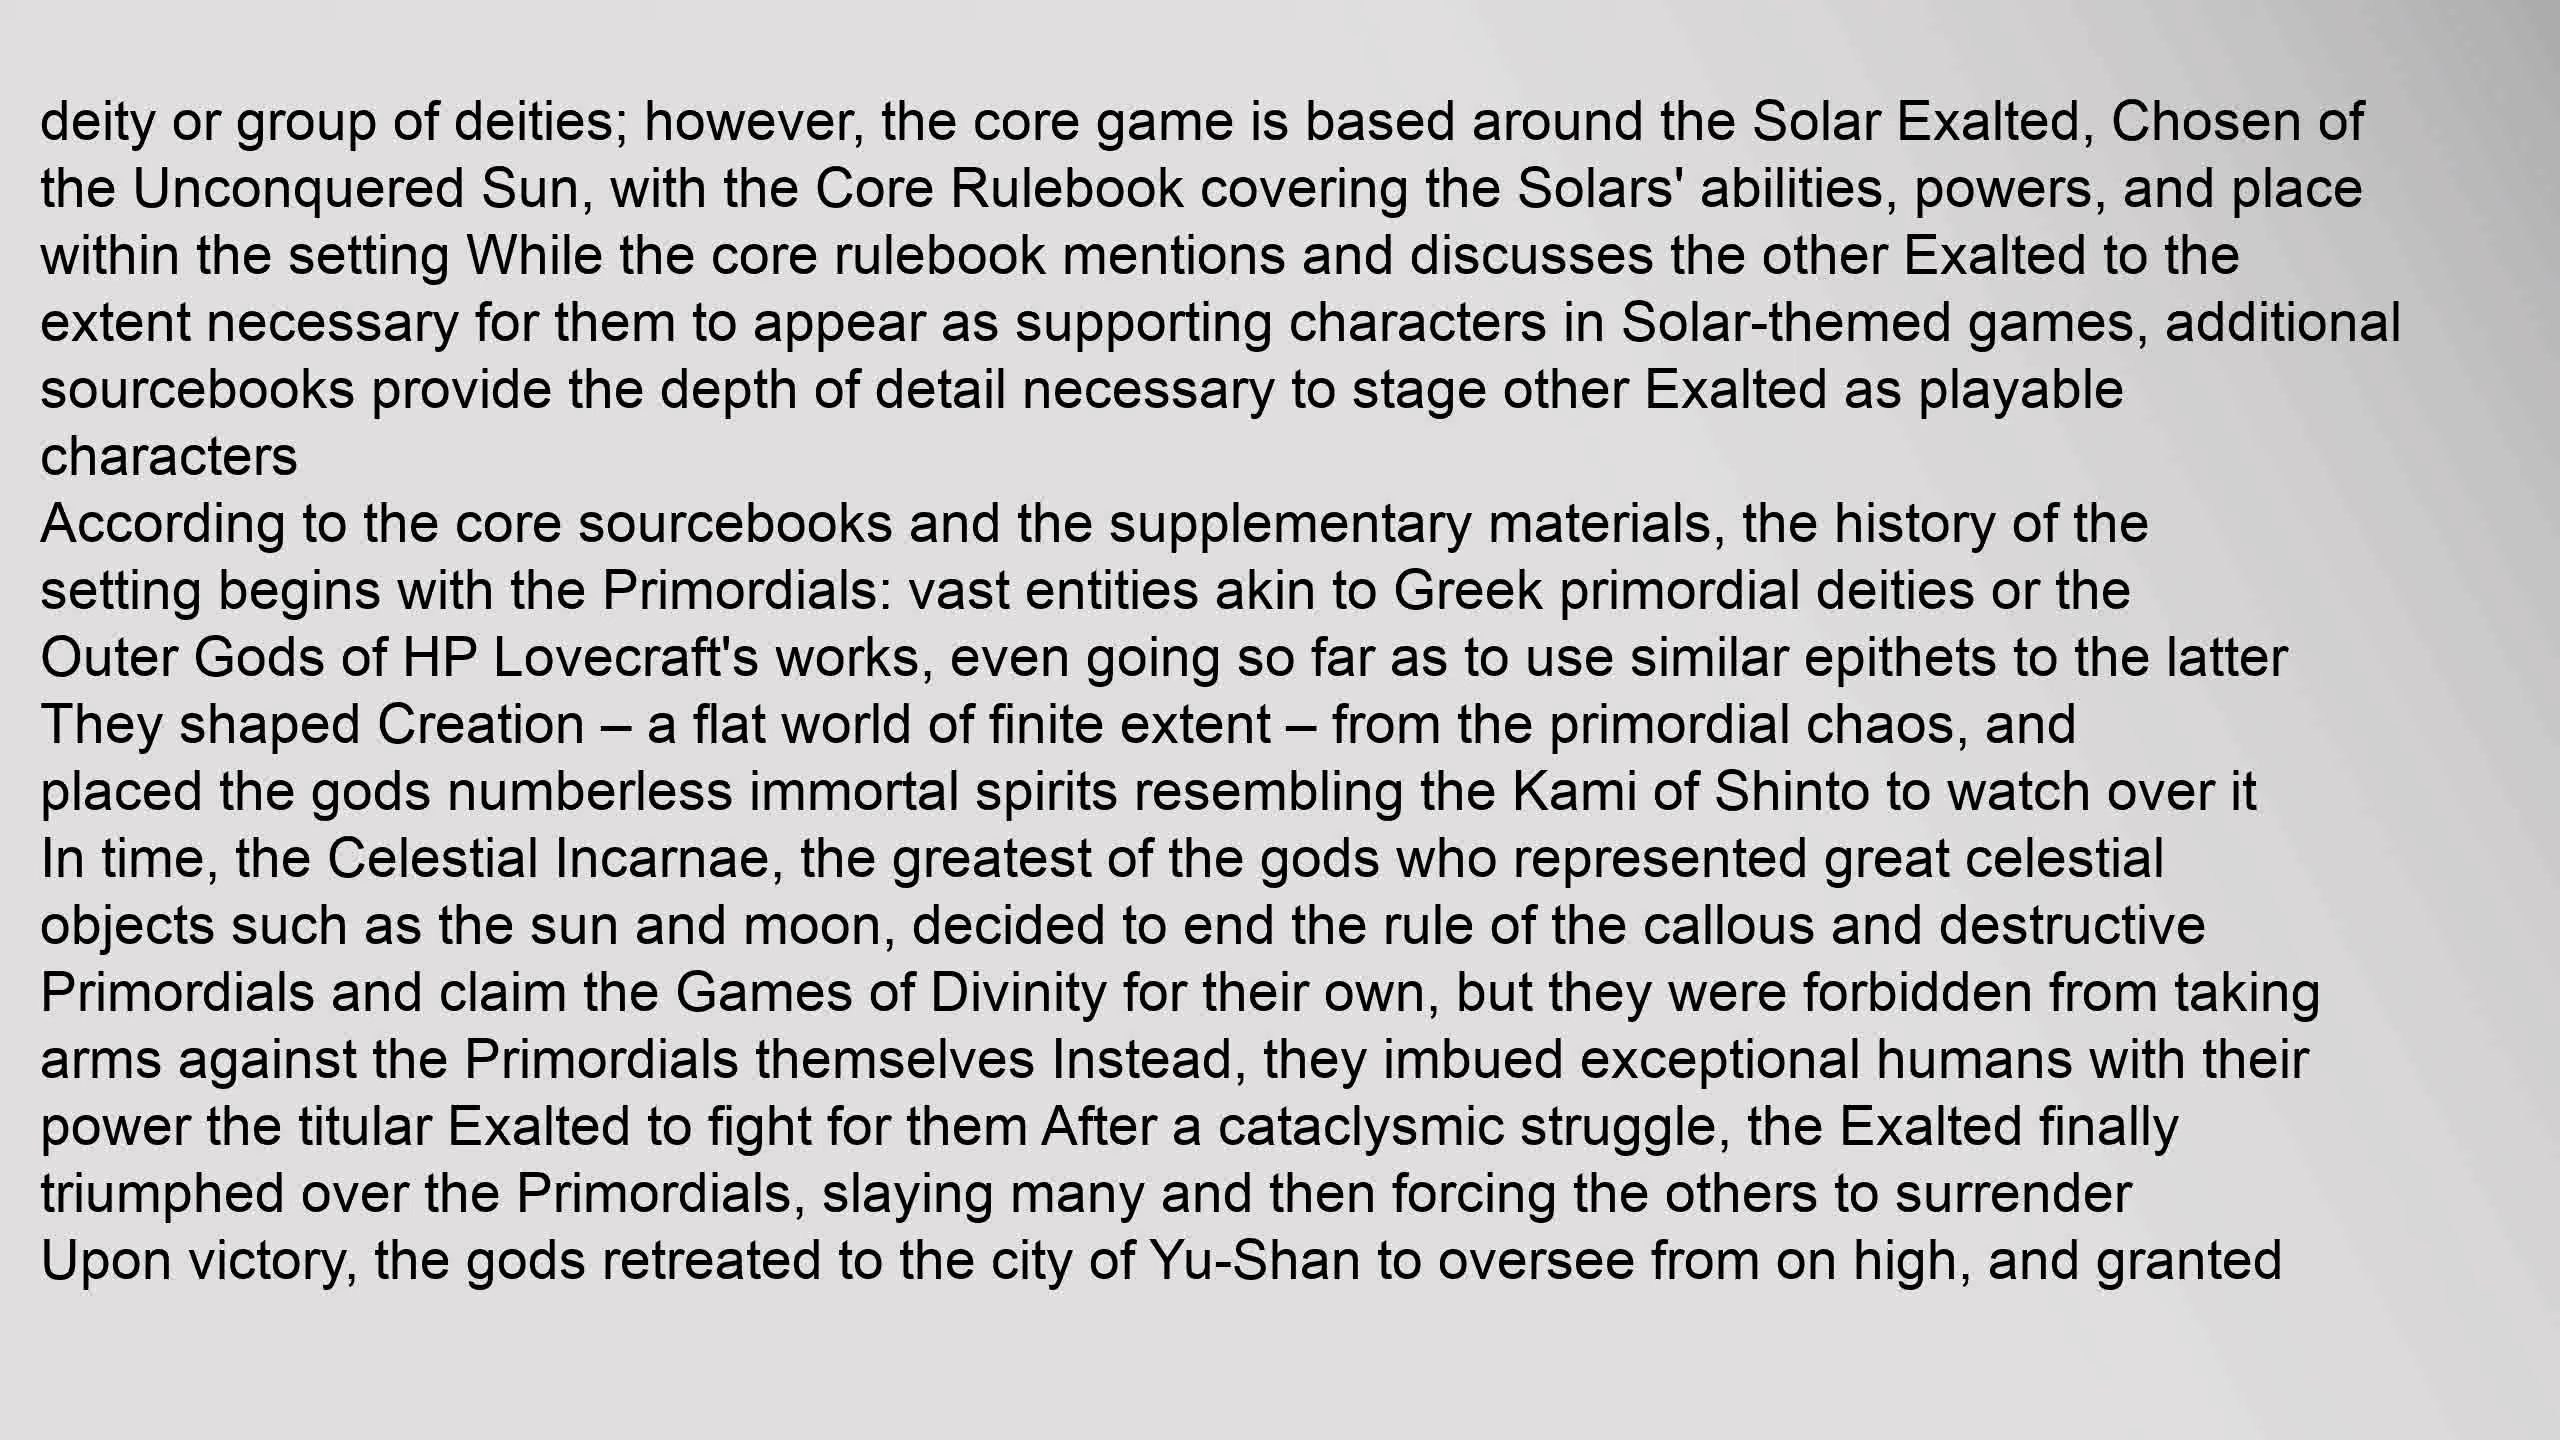 deity or group of deities; however, the core game is based around the Solar Exalted, Chosen of
the Unconquered Sun, with the Core Rulebook covering the Solars' abilities, powers, and place
within the setting While the core rulebook mentions and discusses the other Exalted to the
extent necessary for them to appear as supporting characters in Solar-themed games, additional
sourcebooks provide the depth of detail necessary to stage other Exalted as playable
characters
According to the core sourcebooks and the supplementary materials, the history of the
setting begins with the Primordials: vast entities akin to Greek primordial deities or the
Outer Gods of HP Lovecraft's works, even going so far as to use similar epithets to the latter
They shaped Creation – a flat world of finite extent – from the primordial chaos, and
placed the gods numberless immortal spirits resembling the Kami of Shinto to watch over it
In time, the Celestial Incarnae, the greatest of the gods who represented great celestial
objects such as the sun and moon, decided to end the rule of the callous and destructive
Primordials and claim the Games of Divinity for their own, but they were forbidden from taking
arms against the Primordials themselves Instead, they imbued exceptional humans with their
power the titular Exalted to fight for them After a cataclysmic struggle, the Exalted finally
triumphed over the Primordials, slaying many and then forcing the others to surrender
Upon victory, the gods retreated to the city of Yu-Shan to oversee from on high, and granted